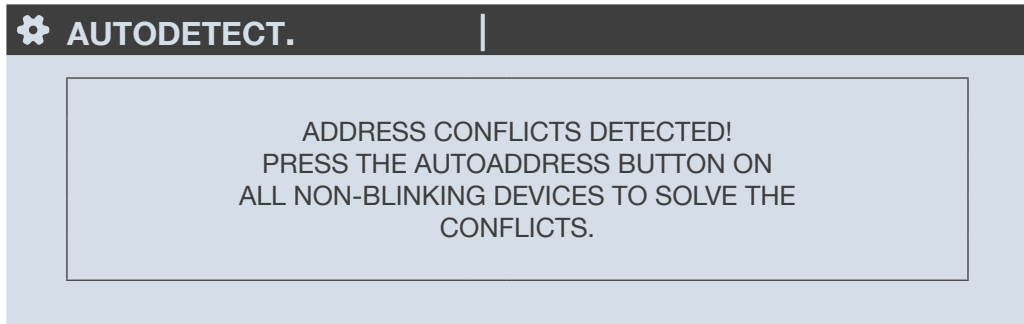 AUTODETECT.
ADDRESS CONFLICTS DETECTED!
PRESS THE AUTOADDRESS BUTTON ON
ALL NON-BLINKING DEVICES TO SOLVE THE
CONFLICTS.